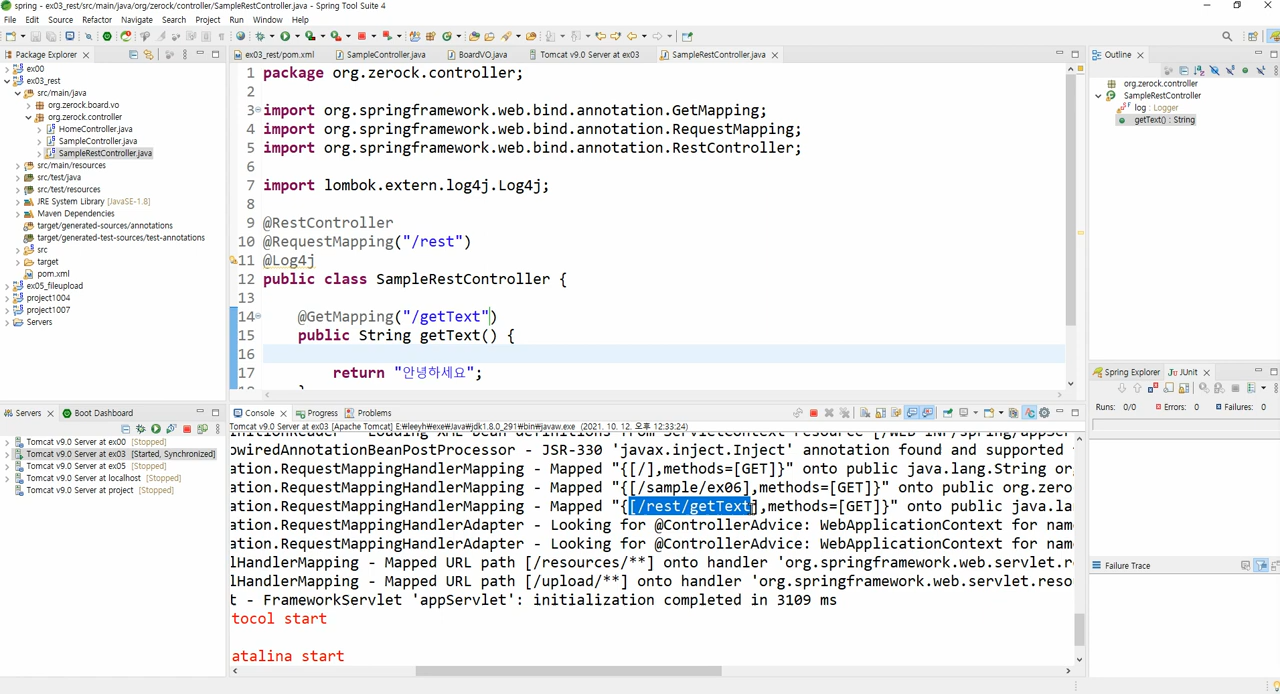 spring - ex03_rest/src/main/java/org/zerock/controller/SampleRestController.java - Spring Tool Suite 4
File Edit Source Refactor Navigate Search Project Run Window Help
Package Explorer
ex00
ex03_rest
src/main/java
org.zerock.board.vo
org.zerock.controller
HomeController.java
SampleController.java
SampleRestController.java
src/main/resources
src/test/java
src/test/resources
JRE System Library [JavaSE-1.8]
Maven Dependencies
target/generated-sources/annotations
target/generated-test-sources/test-annotations
src
target
pom.xml
ex05_fileupload
project1004
project1007
Servers
ex03_rest/pom.xml SampleController.java BoardVO.java Tomcat v9.0 Server at ex03 SampleRestController.java
1 package org.zerock.controller;
2
3 import org.springframework.web.bind.annotation.GetMapping;
4 import org.springframework.web.bind.annotation.RequestMapping;
5 import org.springframework.web.bind.annotation.RestController;
6
7 import lombok.extern.log4j.Log4j;
8
9 @RestController
10 @RequestMapping("/rest")
11 @Log4j
12 public class SampleRestController {
13
14 @GetMapping("/getText")
15 public String getText() {
16
17 return "안녕하세요";
Outline
org.zerock.controller
SampleRestController
log : Logger
getText() : String
Servers Boot Dashboard
Tomcat v9.0 Server at ex00 [Stopped]
Tomcat v9.0 Server at ex03 [Started, Synchronized]
Tomcat v9.0 Server at ex05 [Stopped]
Tomcat v9.0 Server at localhost [Stopped]
Tomcat v9.0 Server at project [Stopped]
Console Progress Problems
Tomcat v9.0 Server at ex03 [Apache Tomcat] E:\leeyh\exe\Java\jdk1.8.0_291\bin\javaw.exe (2021. 10. 12. 오후 12:33:24)
owiredAnnotationBeanPostProcessor - JSR-330 'javax.inject.Inject' annotation found and supported
ation.RequestMappingHandlerMapping - Mapped "{[/],methods=[GET]}" onto public java.lang.String or
ation.RequestMappingHandlerMapping - Mapped "{[/sample/ex06],methods=[GET]}" onto public org.zero
ation.RequestMappingHandlerMapping - Mapped "{[/rest/getText],methods=[GET]}" onto public java.la
ation.RequestMappingHandlerAdapter - Looking for @ControllerAdvice: WebApplicationContext for nam
ation.RequestMappingHandlerAdapter - Looking for @ControllerAdvice: WebApplicationContext for nam
lHandlerMapping - Mapped URL path [/resources/**] onto handler 'org.springframework.web.servlet.reso
lHandlerMapping - Mapped URL path [/upload/**] onto handler 'org.springframework.web.servlet.resou
t - FrameworkServlet 'appServlet': initialization completed in 3109 ms
tocol start
atalina start
Spring Explorer JUnit
Runs: 0/0 Errors: 0 Failures: 0
Failure Trace